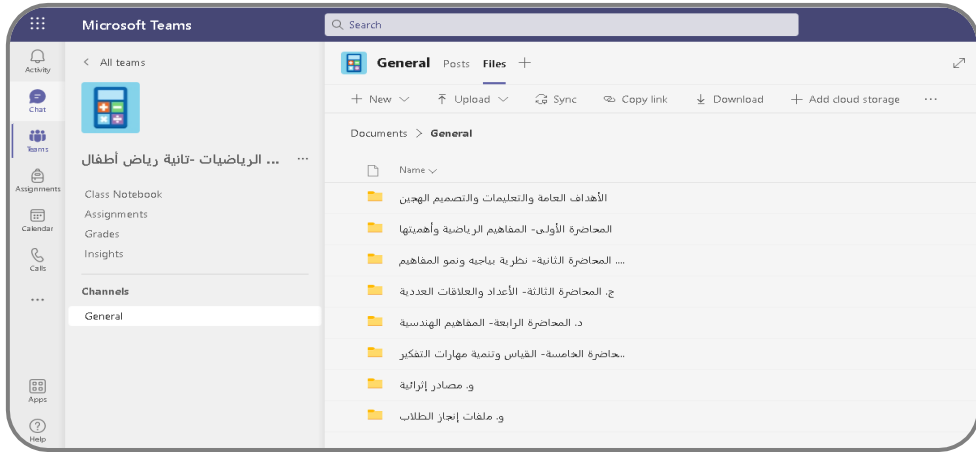 Microsoft Teams
Search
Activity
Chat
Teams
Assignments
Calendar
Calls
...
Apps
Help
All teams
... الرياضيات -تانية رياض أطفال
...
Class Notebook
Assignments
Grades
Insights
Channels
General
General Posts Files
New Upload Sync Copy link Download Add cloud storage ...
Documents > General
Name
الأهداف العامة والتعليمات والتصميم الهجين
المحاضرة الأولى- المفاهيم الرياضية وأهميتها
المحاضرة الثانية- نظرية بياجيه ونمو المفاهيم ....
ج. المحاضرة الثالثة- الأعداد والعلاقات العددية
د. المحاضرة الرابعة- المفاهيم الهندسية
حاضرة الخامسة- القياس وتنمية مهارات التفكير...
و. مصادر إثرائية
و. ملفات إنجاز الطلاب